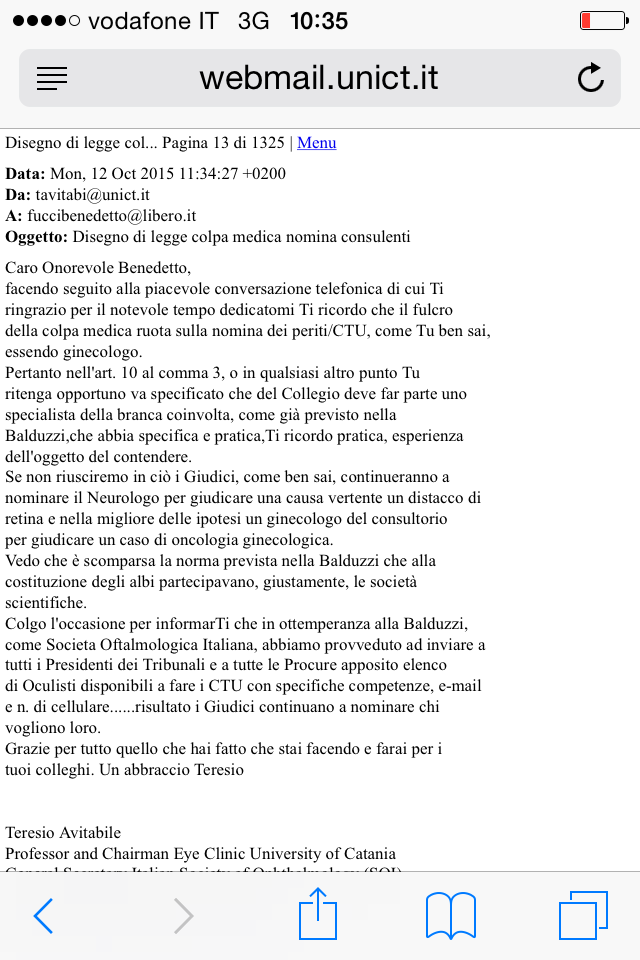 vodafone IT 3G 10:35
webmail.unict.it
Disegno di legge col... Pagina 13 di 1325 | Menu
Data: Mon, 12 Oct 2015 11:34:27 +0200
Da: tavitabi@unict.it
A: fuccibenedetto@libero.it
Oggetto: Disegno di legge colpa medica nomina consulenti
Caro Onorevole Benedetto,
facendo seguito alla piacevole conversazione telefonica di cui Ti
ringrazio per il notevole tempo dedicatomi Ti ricordo che il fulcro
della colpa medica ruota sulla nomina dei periti/CTU, come Tu ben sai,
essendo ginecologo.
Pertanto nell'art. 10 al comma 3, o in qualsiasi altro punto Tu
ritenga opportuno va specificato che del Collegio deve far parte uno
specialista della branca coinvolta, come già previsto nella
Balduzzi,che abbia specifica e pratica,Ti ricordo pratica, esperienza
dell'oggetto del contendere.
Se non riusciremo in ciò i Giudici, come ben sai, continueranno a
nominare il Neurologo per giudicare una causa vertente un distacco di
retina e nella migliore delle ipotesi un ginecologo del consultorio
per giudicare un caso di oncologia ginecologica.
Vedo che è scomparsa la norma prevista nella Balduzzi che alla
costituzione degli albi partecipavano, giustamente, le società
scientifiche.
Colgo l'occasione per informarTi che in ottemperanza alla Balduzzi,
come Societa Oftalmologica Italiana, abbiamo provveduto ad inviare a
tutti i Presidenti dei Tribunali e a tutte le Procure apposito elenco
di Oculisti disponibili a fare i CTU con specifiche competenze, e-mail
e n. di cellulare......risultato i Giudici continuano a nominare chi
vogliono loro.
Grazie per tutto quello che hai fatto che stai facendo e farai per i
tuoi colleghi. Un abbraccio Teresio
Teresio Avitabile
Professor and Chairman Eye Clinic University of Catania
General Secretary Italian Society of Ophthalmology (SOI)